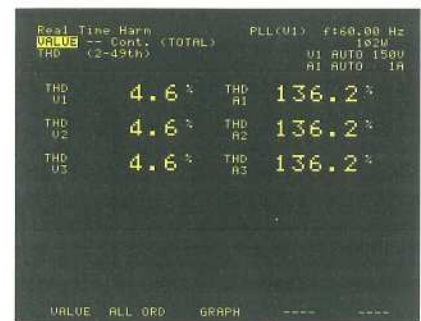 Real Time Harm PLL(V1) f:60.00 Hz
VALUE -- Cont. (TOTAL) 102W
THD (2-49th) V1 AUTO 150V
A1 AUTO 1A
THD V1 4.6% THD A1 136.2%
THD V2 4.6% THD A2 136.2%
THD V3 4.6% THD A3 136.2%
VALUE ALL ORD GRAPH ---- ----